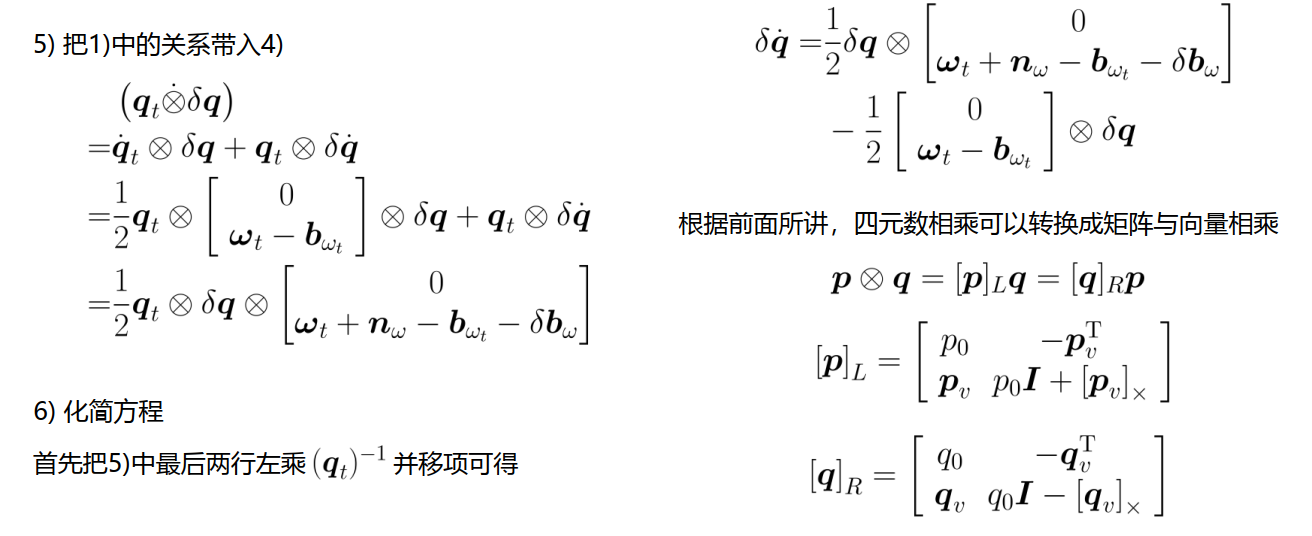 5) 把1)中的关系带入4)
$(\boldsymbol{q}_t \dot{\otimes} \delta\boldsymbol{q})$
$= \dot{\boldsymbol{q}}_t \otimes \delta\boldsymbol{q} + \boldsymbol{q}_t \otimes \delta\dot{\boldsymbol{q}}$
$= \frac{1}{2}\boldsymbol{q}_t \otimes \begin{bmatrix} 0 \\ \boldsymbol{\omega}_t - \boldsymbol{b}_{\omega_t} \end{bmatrix} \otimes \delta\boldsymbol{q} + \boldsymbol{q}_t \otimes \delta\dot{\boldsymbol{q}}$
$= \frac{1}{2}\boldsymbol{q}_t \otimes \delta\boldsymbol{q} \otimes \begin{bmatrix} 0 \\ \boldsymbol{\omega}_t + \boldsymbol{n}_\omega - \boldsymbol{b}_{\omega_t} - \delta\boldsymbol{b}_\omega \end{bmatrix}$
6) 化简方程
首先把5)中最后两行左乘 $(\boldsymbol{q}_t)^{-1}$ 并移项可得
$\delta\dot{\boldsymbol{q}} = \frac{1}{2}\delta\boldsymbol{q} \otimes \begin{bmatrix} 0 \\ \boldsymbol{\omega}_t + \boldsymbol{n}_\omega - \boldsymbol{b}_{\omega_t} - \delta\boldsymbol{b}_\omega \end{bmatrix}$
$- \frac{1}{2}\begin{bmatrix} 0 \\ \boldsymbol{\omega}_t - \boldsymbol{b}_{\omega_t} \end{bmatrix} \otimes \delta\boldsymbol{q}$
根据前面所讲，四元数相乘可以转换成矩阵与向量相乘
$\boldsymbol{p} \otimes \boldsymbol{q} = [\boldsymbol{p}]_L \boldsymbol{q} = [\boldsymbol{q}]_R \boldsymbol{p}$
$[\boldsymbol{p}]_L = \begin{bmatrix} p_0 & -\boldsymbol{p}_v^{\mathrm{T}} \\ \boldsymbol{p}_v & p_0\boldsymbol{I} + [\boldsymbol{p}_v]_\times \end{bmatrix}$
$[\boldsymbol{q}]_R = \begin{bmatrix} q_0 & -\boldsymbol{q}_v^{\mathrm{T}} \\ \boldsymbol{q}_v & q_0\boldsymbol{I} - [\boldsymbol{q}_v]_\times \end{bmatrix}$